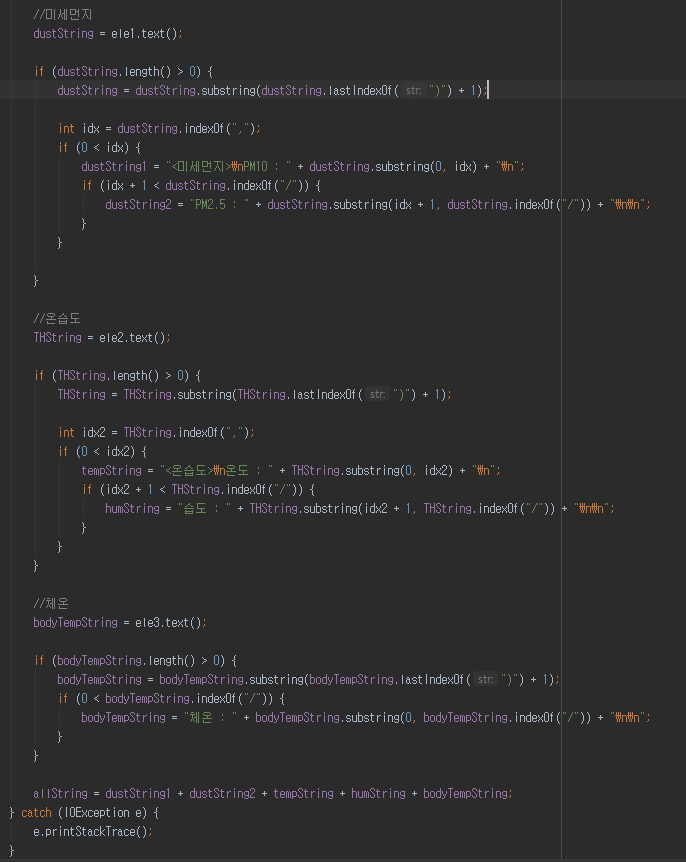 //미세먼지
dustString = ele1.text();
if (dustString.length() > 0) {
dustString = dustString.substring(dustString.lastIndexOf( str: ")") + 1);
int idx = dustString.indexOf(",");
if (0 < idx) {
dustString1 = "<미세먼지>₩nPM10 : " + dustString.substring(0, idx) + "₩n";
if (idx + 1 < dustString.indexOf("/")) {
dustString2 = "PM2.5 : " + dustString.substring(idx + 1, dustString.indexOf("/")) + "₩n₩n";
}
}
}
//온습도
THString = ele2.text();
if (THString.length() > 0) {
THString = THString.substring(THString.lastIndexOf( str: ")") + 1);
int idx2 = THString.indexOf(",");
if (0 < idx2) {
tempString = "<온습도>₩n온도 : " + THString.substring(0, idx2) + "₩n";
if (idx2 + 1 < THString.indexOf("/")) {
humString = "습도 : " + THString.substring(idx2 + 1, THString.indexOf("/")) + "₩n₩n";
}
}
}
//체온
bodyTempString = ele3.text();
if (bodyTempString.length() > 0) {
bodyTempString = bodyTempString.substring(bodyTempString.lastIndexOf( str: ")") + 1);
if (0 < bodyTempString.indexOf("/")) {
bodyTempString = "체온 : " + bodyTempString.substring(0, bodyTempString.indexOf("/")) + "₩n₩n";
}
}
allString = dustString1 + dustString2 + tempString + humString + bodyTempString;
} catch (IOException e) {
e.printStackTrace();
}